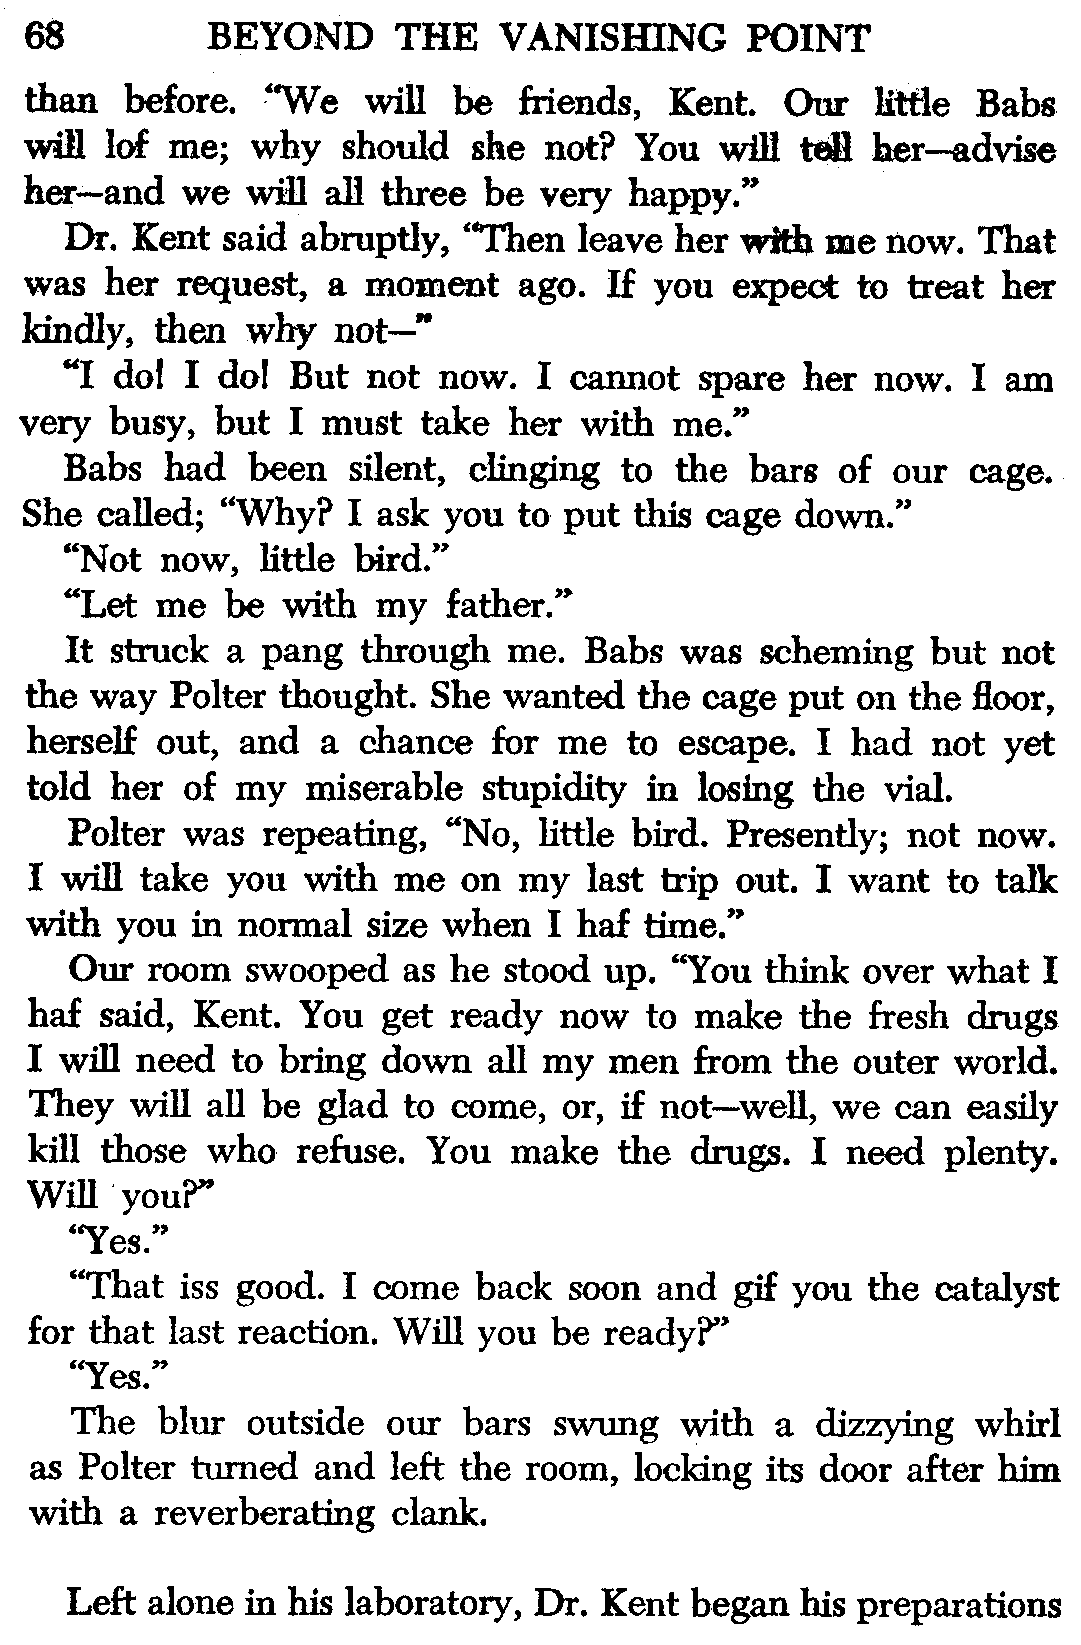 68 BEYOND THE VANISHING POINT
than before. “We will be friends, Kent. Our little Babs
will lof me; why should she not? You will tell her—advise
her—and we will all three be very happy.”
Dr. Kent said abruptly, “Then leave her with me now. That
was her request, a moment ago. If you expect to treat her
kindly, then why not—”
“I do! I do! But not now. I cannot spare her now. I am
very busy, but I must take her with me.”
Babs had been silent, clinging to the bars of our cage.
She called; “Why? I ask you to put this cage down.”
“Not now, little bird.”
“Let me be with my father.”
It struck a pang through me. Babs was scheming but not
the way Polter thought. She wanted the cage put on the floor,
herself out, and a chance for me to escape. I had not yet
told her of my miserable stupidity in losing the vial.
Polter was repeating, “No, little bird. Presently; not now.
I will take you with me on my last trip out. I want to talk
with you in normal size when I haf time.”
Our room swooped as he stood up. “You think over what I
haf said, Kent. You get ready now to make the fresh drugs
I will need to bring down all my men from the outer world.
They will all be glad to come, or, if not—well, we can easily
kill those who refuse. You make the drugs. I need plenty.
Will you?”
“Yes.”
“That iss good. I come back soon and gif you the catalyst
for that last reaction. Will you be ready?”
“Yes.”
The blur outside our bars swung with a dizzying whirl
as Polter turned and left the room, locking its door after him
with a reverberating clank.
Left alone in his laboratory, Dr. Kent began his preparations